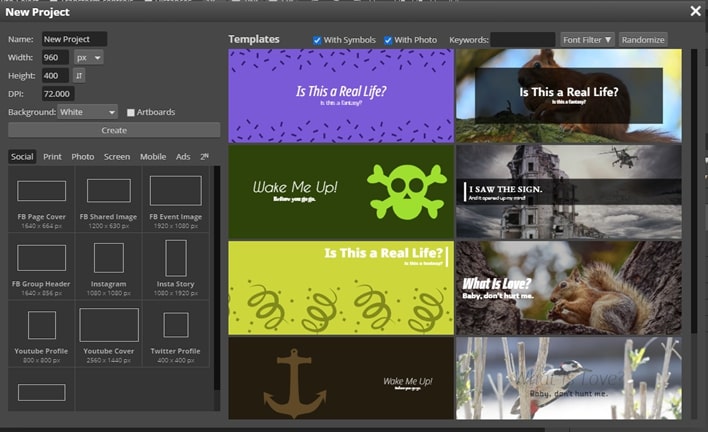 New Project
Name: New Project
Width: 960 px
Height: 400
DPI: 72.000
Background: White Artboards
Create
Social Print Photo Screen Mobile Ads 2ᴺ
FB Page Cover
1640 x 664 px
FB Shared Image
1200 x 630 px
FB Event Image
1920 x 1080 px
FB Group Header
1640 x 856 px
Instagram
1080 x 1080 px
Insta Story
1080 x 1920 px
Youtube Profile
800 x 800 px
Youtube Cover
2560 x 1440 px
Twitter Profile
400 x 400 px
Templates With Symbols With Photo Keywords: Font Filter ▼ Randomize
Is This a Real Life?
Is this a fantasy?
Is This a Real Life?
Is this a fantasy?
Wake Me Up!
Before you go go.
I SAW THE SIGN.
And it opened up my mind
Is This a Real Life?
Is this a fantasy?
What Is Love?
Baby, don't hurt me.
Wake Me Up!
Before you go go.
What Is Love?
Baby, don't hurt me.